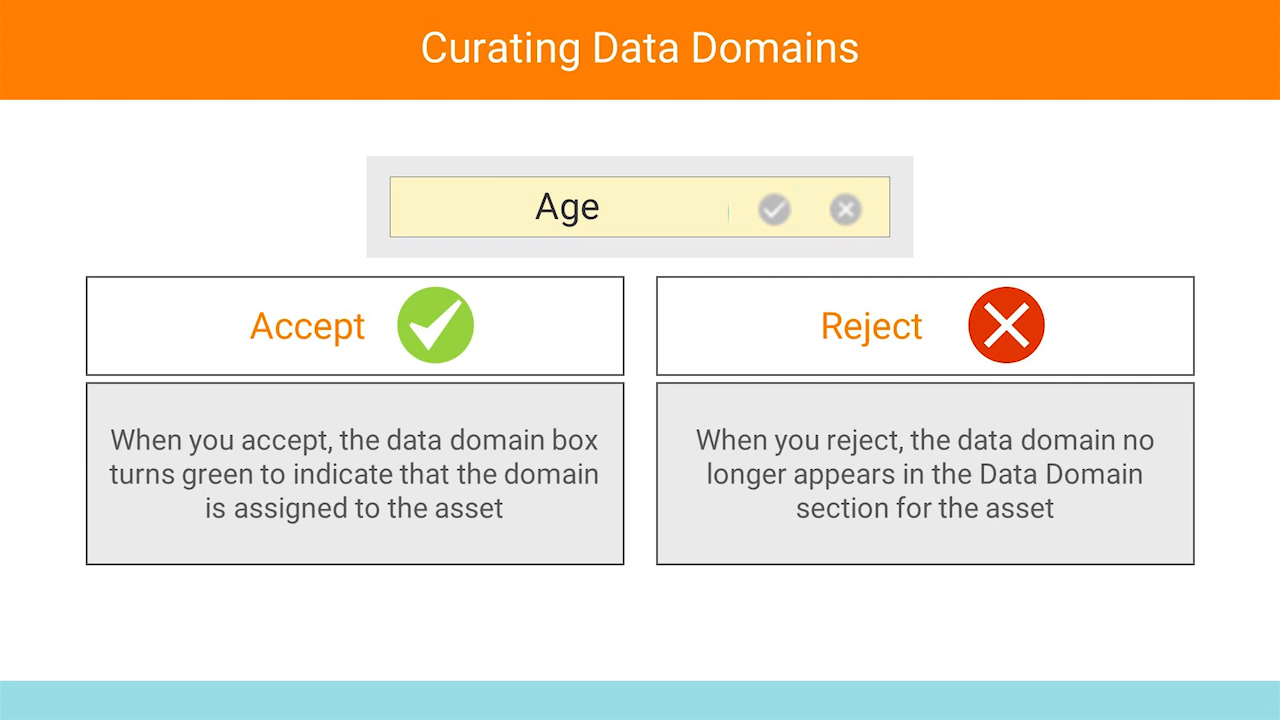 Curating Data Domains
Age
Accept
When you accept, the data domain box
turns green to indicate that the domain
is assigned to the asset
Reject
When you reject, the data domain no
longer appears in the Data Domain
section for the asset